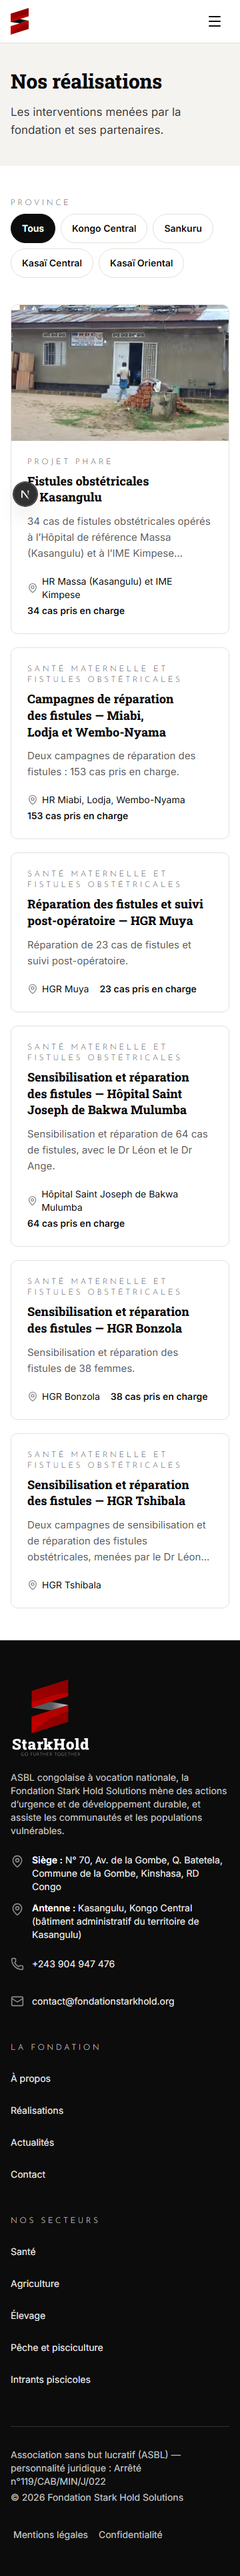 Nos réalisations
Les interventions menées par la
fondation et ses partenaires.
PROVINCE
Tous
Kongo Central
Sankuru
Kasaï Central
Kasaï Oriental
PROJET PHARE
Fistules obstétricales
Kasangulu
34 cas de fistules obstétricales opérés
à l'Hôpital de référence Massa
(Kasangulu) et à l'IME Kimpese...
HR Massa (Kasangulu) et IME
Kimpese
34 cas pris en charge
SANTÉ MATERNELLE ET
FISTULES OBSTÉTRICALES
Campagnes de réparation
des fistules — Miabi,
Lodja et Wembo-Nyama
Deux campagnes de réparation des
fistules : 153 cas pris en charge.
HR Miabi, Lodja, Wembo-Nyama
153 cas pris en charge
SANTÉ MATERNELLE ET
FISTULES OBSTÉTRICALES
Réparation des fistules et suivi
post-opératoire — HGR Muya
Réparation de 23 cas de fistules et
suivi post-opératoire.
HGR Muya 23 cas pris en charge
SANTÉ MATERNELLE ET
FISTULES OBSTÉTRICALES
Sensibilisation et réparation
des fistules — Hôpital Saint
Joseph de Bakwa Mulumba
Sensibilisation et réparation de 64 cas
de fistules, avec le Dr Léon et le Dr
Ange.
Hôpital Saint Joseph de Bakwa
Mulumba
64 cas pris en charge
SANTÉ MATERNELLE ET
FISTULES OBSTÉTRICALES
Sensibilisation et réparation
des fistules — HGR Bonzola
Sensibilisation et réparation des
fistules de 38 femmes.
HGR Bonzola 38 cas pris en charge
SANTÉ MATERNELLE ET
FISTULES OBSTÉTRICALES
Sensibilisation et réparation
des fistules — HGR Tshibala
Deux campagnes de sensibilisation et
de réparation des fistules
obstétricales, menées par le Dr Léon...
HGR Tshibala
StarkHold
GO FURTHER TOGETHER
ASBL congolaise à vocation nationale, la
Fondation Stark Hold Solutions mène des actions
d'urgence et de développement durable, et
assiste les communautés et les populations
vulnérables.
Siège : N° 70, Av. de la Gombe, Q. Batetela,
Commune de la Gombe, Kinshasa, RD
Congo
Antenne : Kasangulu, Kongo Central
(bâtiment administratif du territoire de
Kasangulu)
+243 904 947 476
contact@fondationstarkhold.org
LA FONDATION
À propos
Réalisations
Actualités
Contact
NOS SECTEURS
Santé
Agriculture
Élevage
Pêche et pisciculture
Intrants piscicoles
Association sans but lucratif (ASBL) —
personnalité juridique : Arrêté
n°119/CAB/MIN/J/022
© 2026 Fondation Stark Hold Solutions
Mentions légales Confidentialité